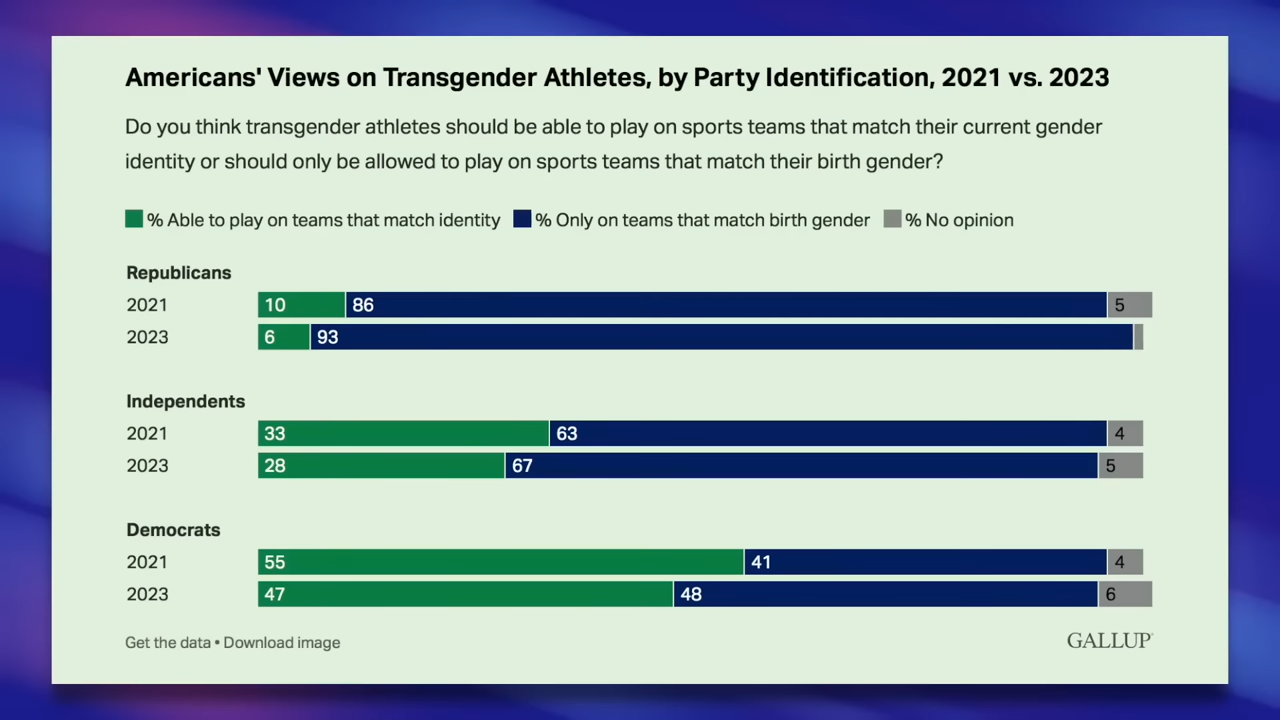 Americans' Views on Transgender Athletes, by Party Identification, 2021 vs. 2023
Do you think transgender athletes should be able to play on sports teams that match their current gender
identity or should only be allowed to play on sports teams that match their birth gender?
% Able to play on teams that match identity % Only on teams that match birth gender % No opinion
Republicans
2021 10 86 5
2023 6 93
Independents
2021 33 63 4
2023 28 67 5
Democrats
2021 55 41 4
2023 47 48 6
Get the data • Download image GALLUP